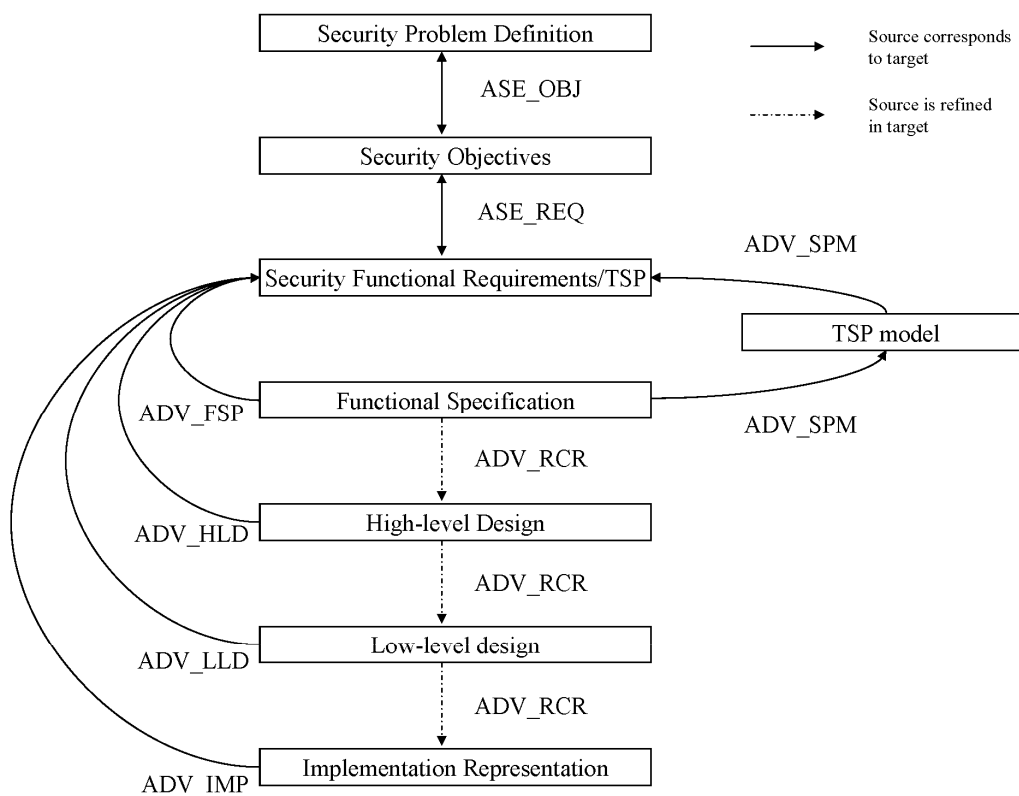 Security Problem Definition
Source corresponds
to target
ASE_OBJ
Source is refined
in target
Security Objectives
ASE_REQ
ADV_SPM
Security Functional Requirements/TSP
TSP model
Functional Specification
ADV_FSP
ADV_SPM
ADV_RCR
High-level Design
ADV_HLD
ADV_RCR
Low-level design
ADV_LLD
ADV_RCR
Implementation Representation
ADV_IMP